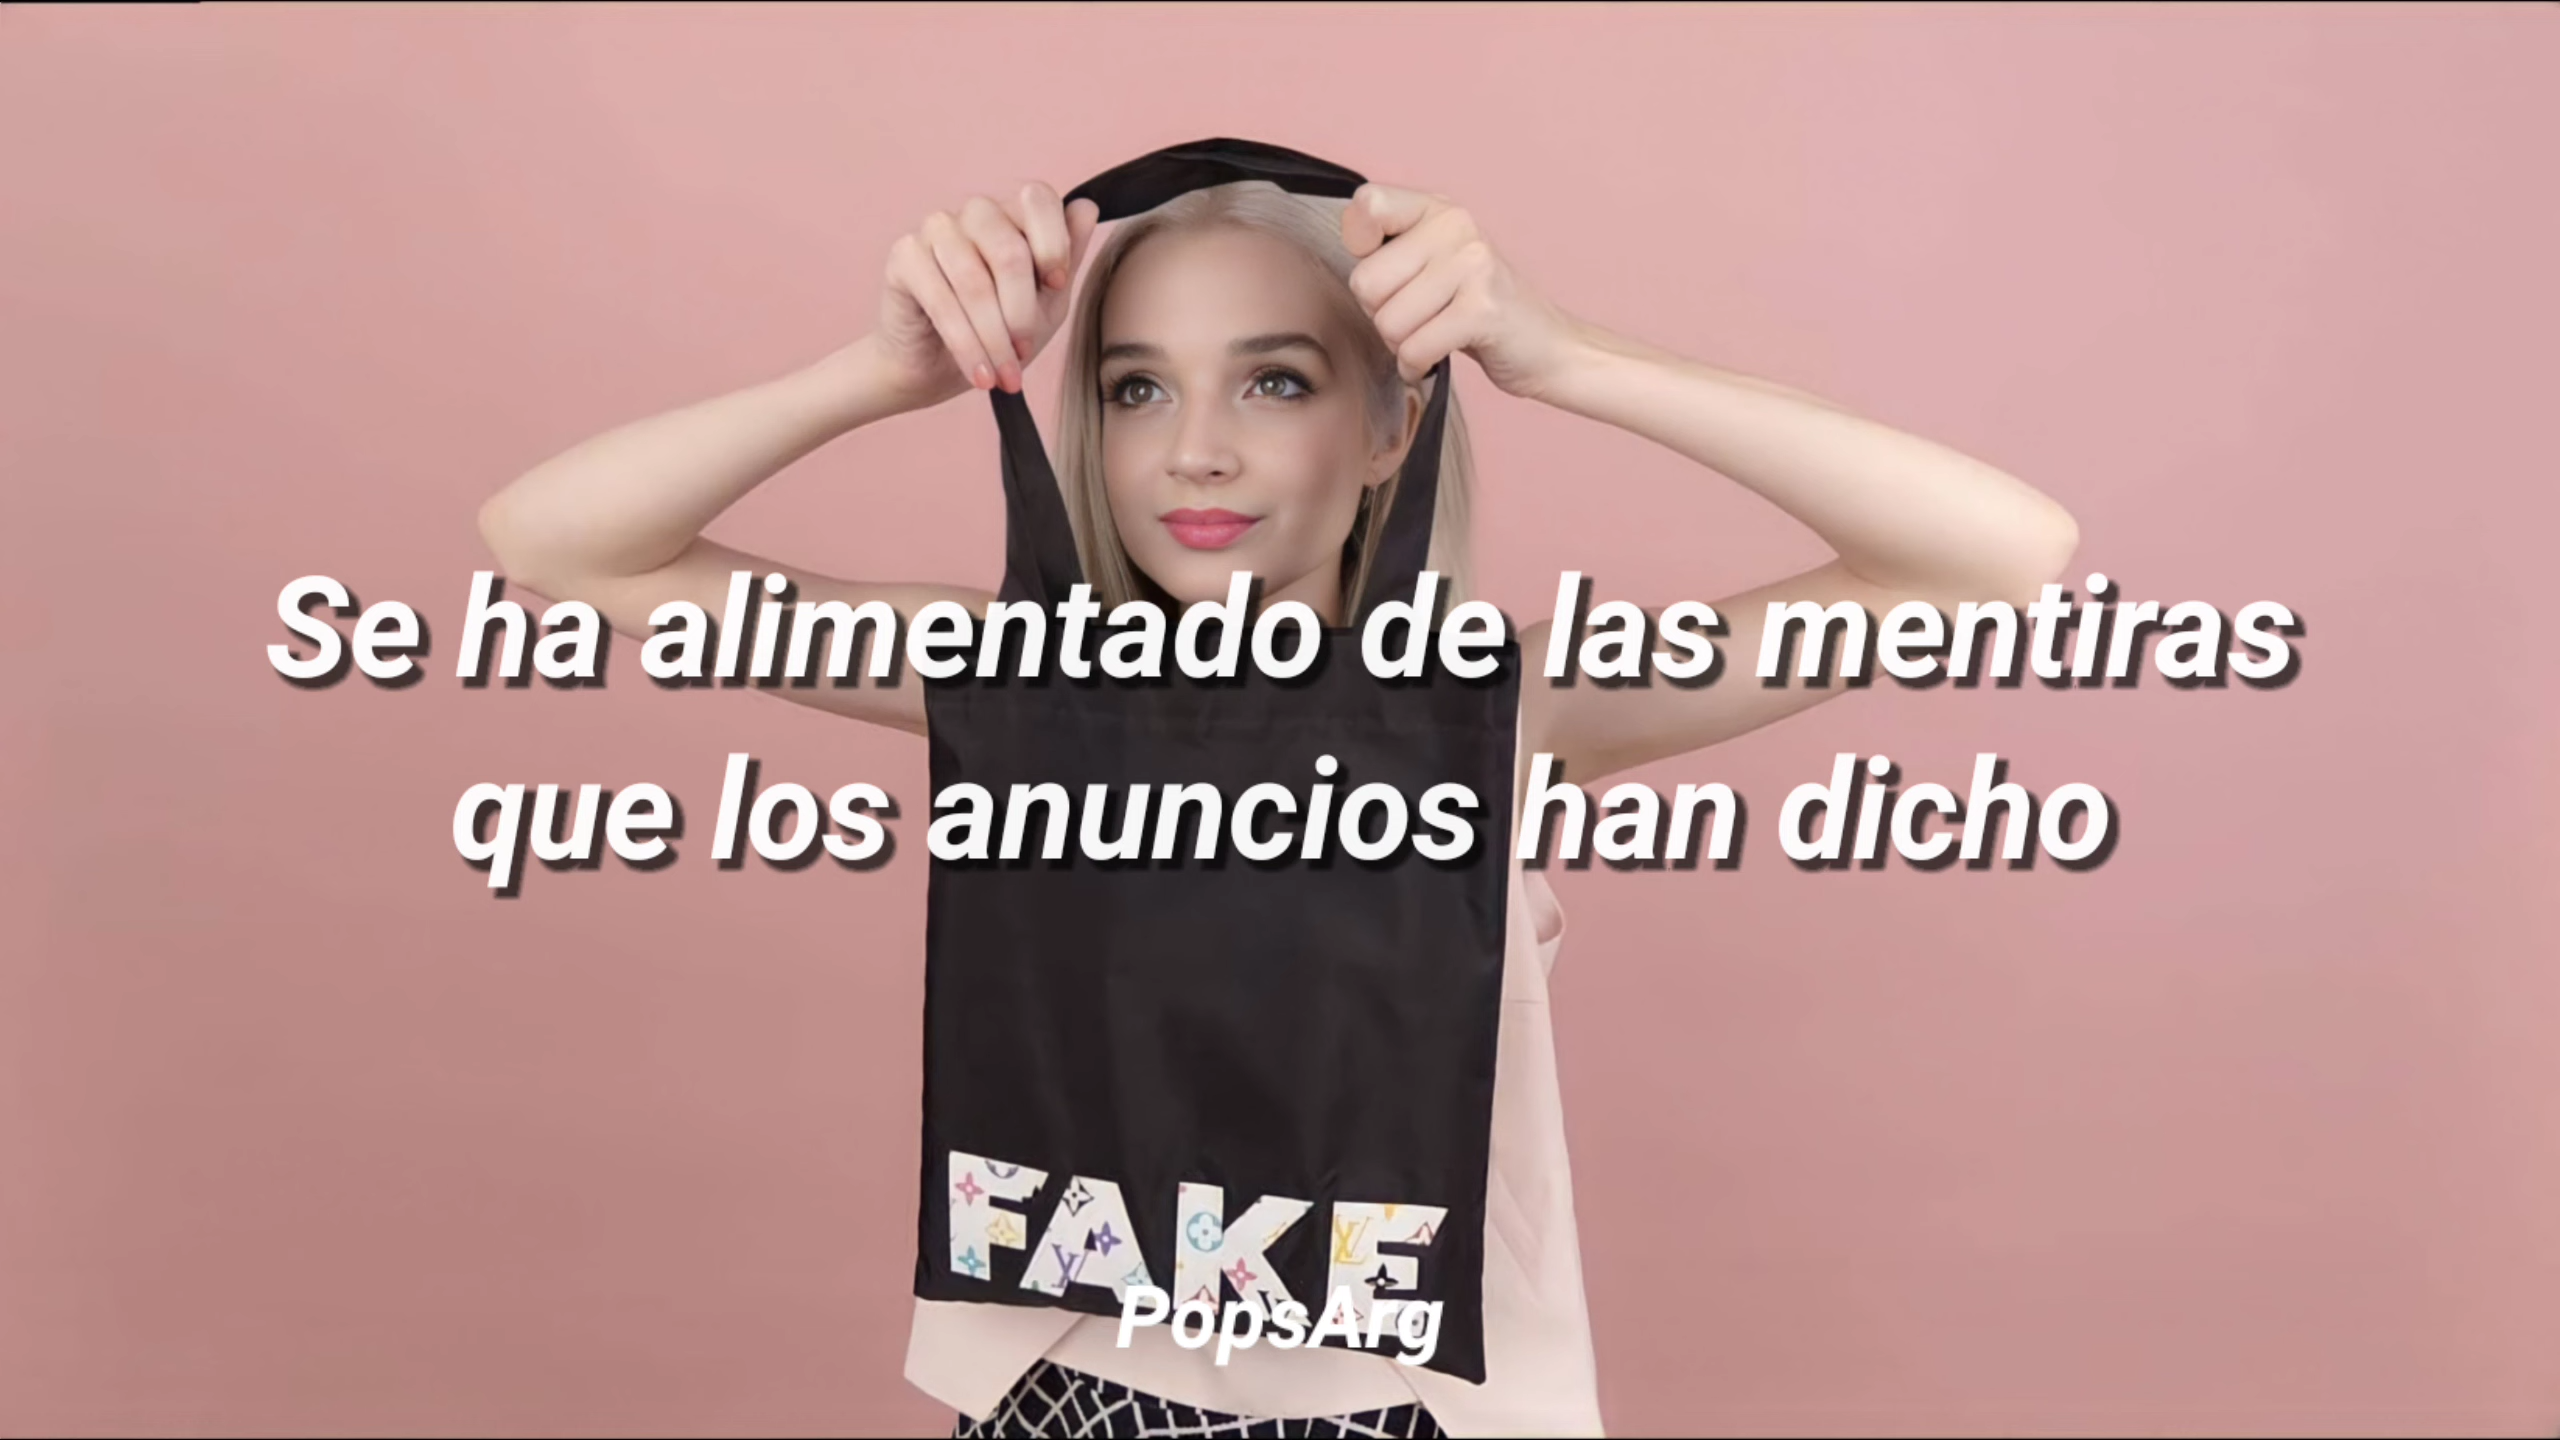 Se ha alimentado de las mentiras
que los anuncios han dicho
FAKE
PopsArg